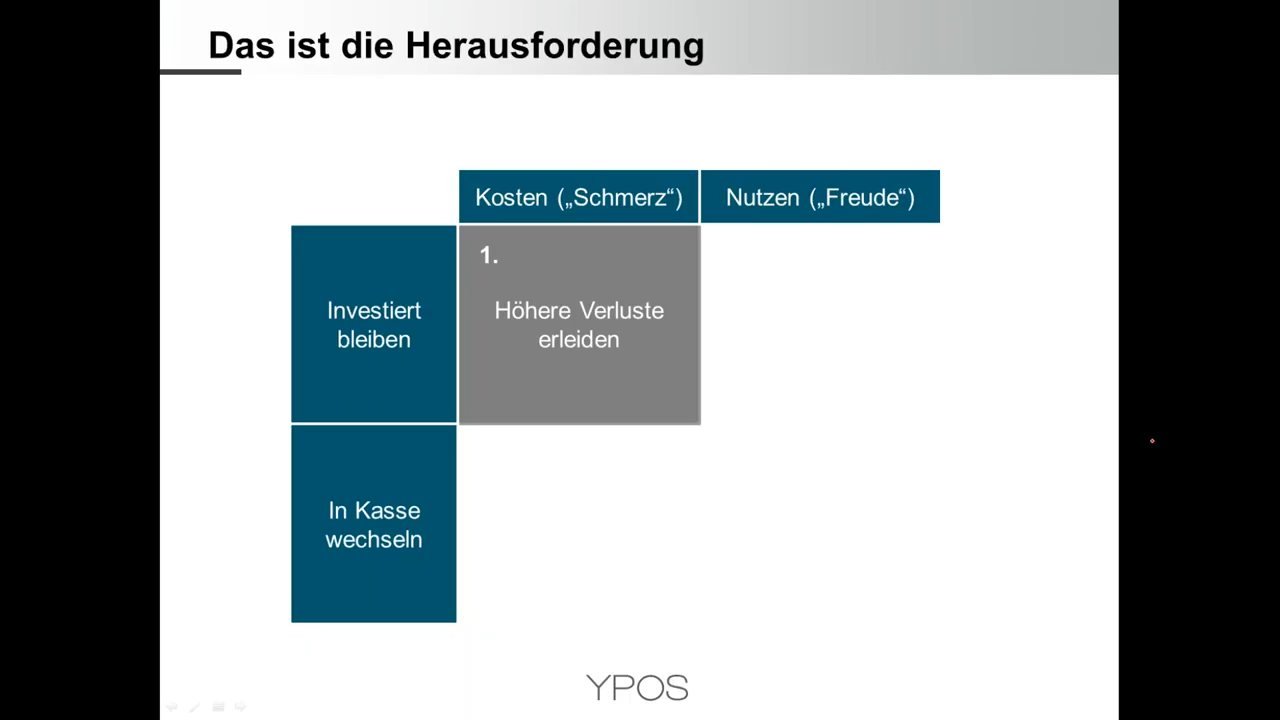 Das ist die Herausforderung
Kosten („Schmerz“)
Nutzen („Freude“)
1.
Investiert
bleiben
Höhere Verluste
erleiden
In Kasse
wechseln
YPOS